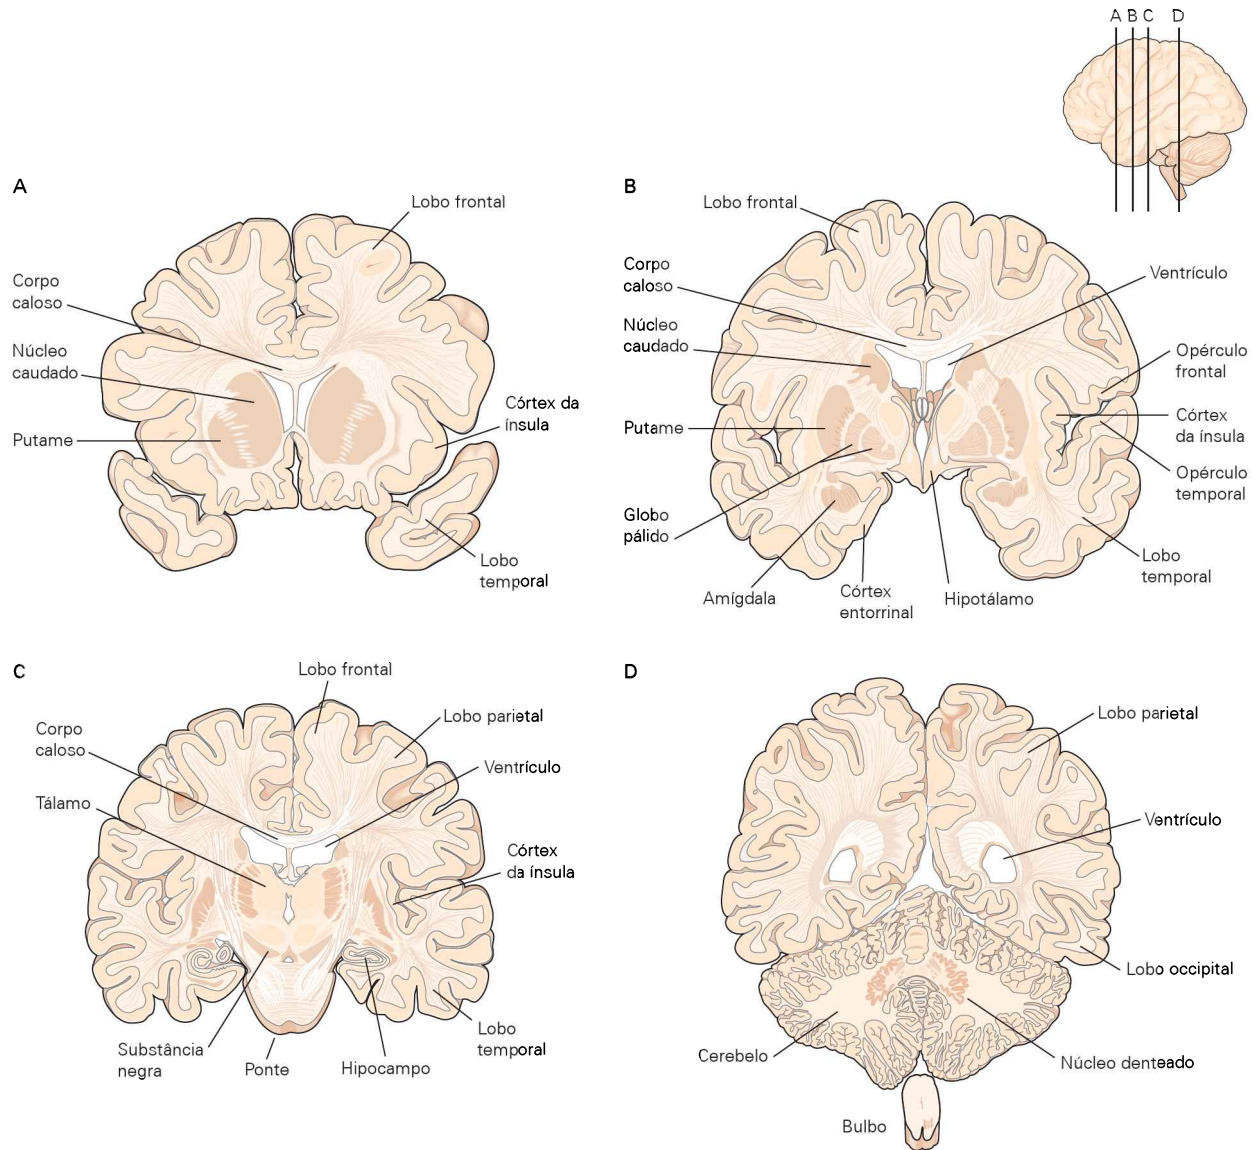 A B C D
A
Lobo frontal
Corpo
caloso
Núcleo
caudado
Putame
Córtex da
ínsula
Lobo
temporal
B
Lobo frontal
Corpo
caloso
Núcleo
caudado
Putame
Globo
pálido
Amígdala
Córtex
entorrinal
Hipotálamo
Ventrículo
Opérculo
frontal
Córtex
da ínsula
Opérculo
temporal
Lobo
temporal
C
Lobo frontal
Corpo
caloso
Tálamo
Lobo parietal
Ventrículo
Córtex
da ínsula
Substância
negra
Ponte
Hipocampo
Lobo
temporal
D
Lobo parietal
Ventrículo
Lobo occipital
Cerebelo
Núcleo denteado
Bulbo